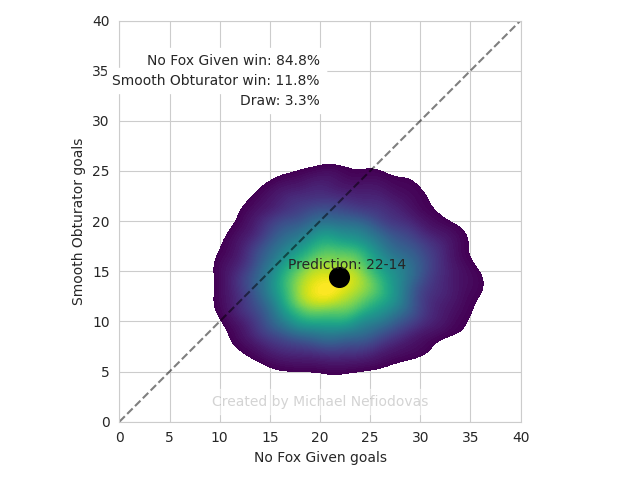 40
35
30
25
20
15
10
5
0
Smooth Obturator goals
No Fox Given win: 84.8%
Smooth Obturator win: 11.8%
Draw: 3.3%
Prediction: 22-14
Created by Michael Nefiodovas
0 5 10 15 20 25 30 35 40
No Fox Given goals